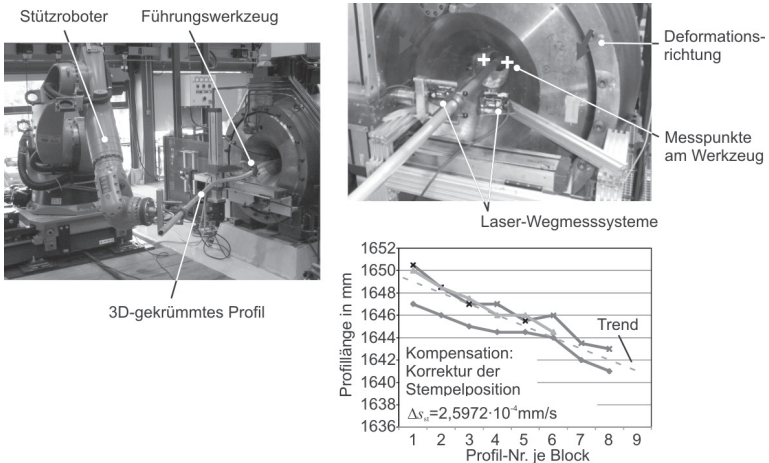 Stützroboter
Führungswerkzeug
3D-gekrümmtes Profil
Deformations-
richtung
Messpunkte
am Werkzeug
Laser-Wegmesssysteme
Profillänge in mm
1652
1650
1648
1646
1644
1642
1640
1638
1636
Trend
Kompensation:
Korrektur der
Stempelposition
Δsₛₜ=2,5972·10⁻⁴mm/s
1 2 3 4 5 6 7 8 9
Profil-Nr. je Block